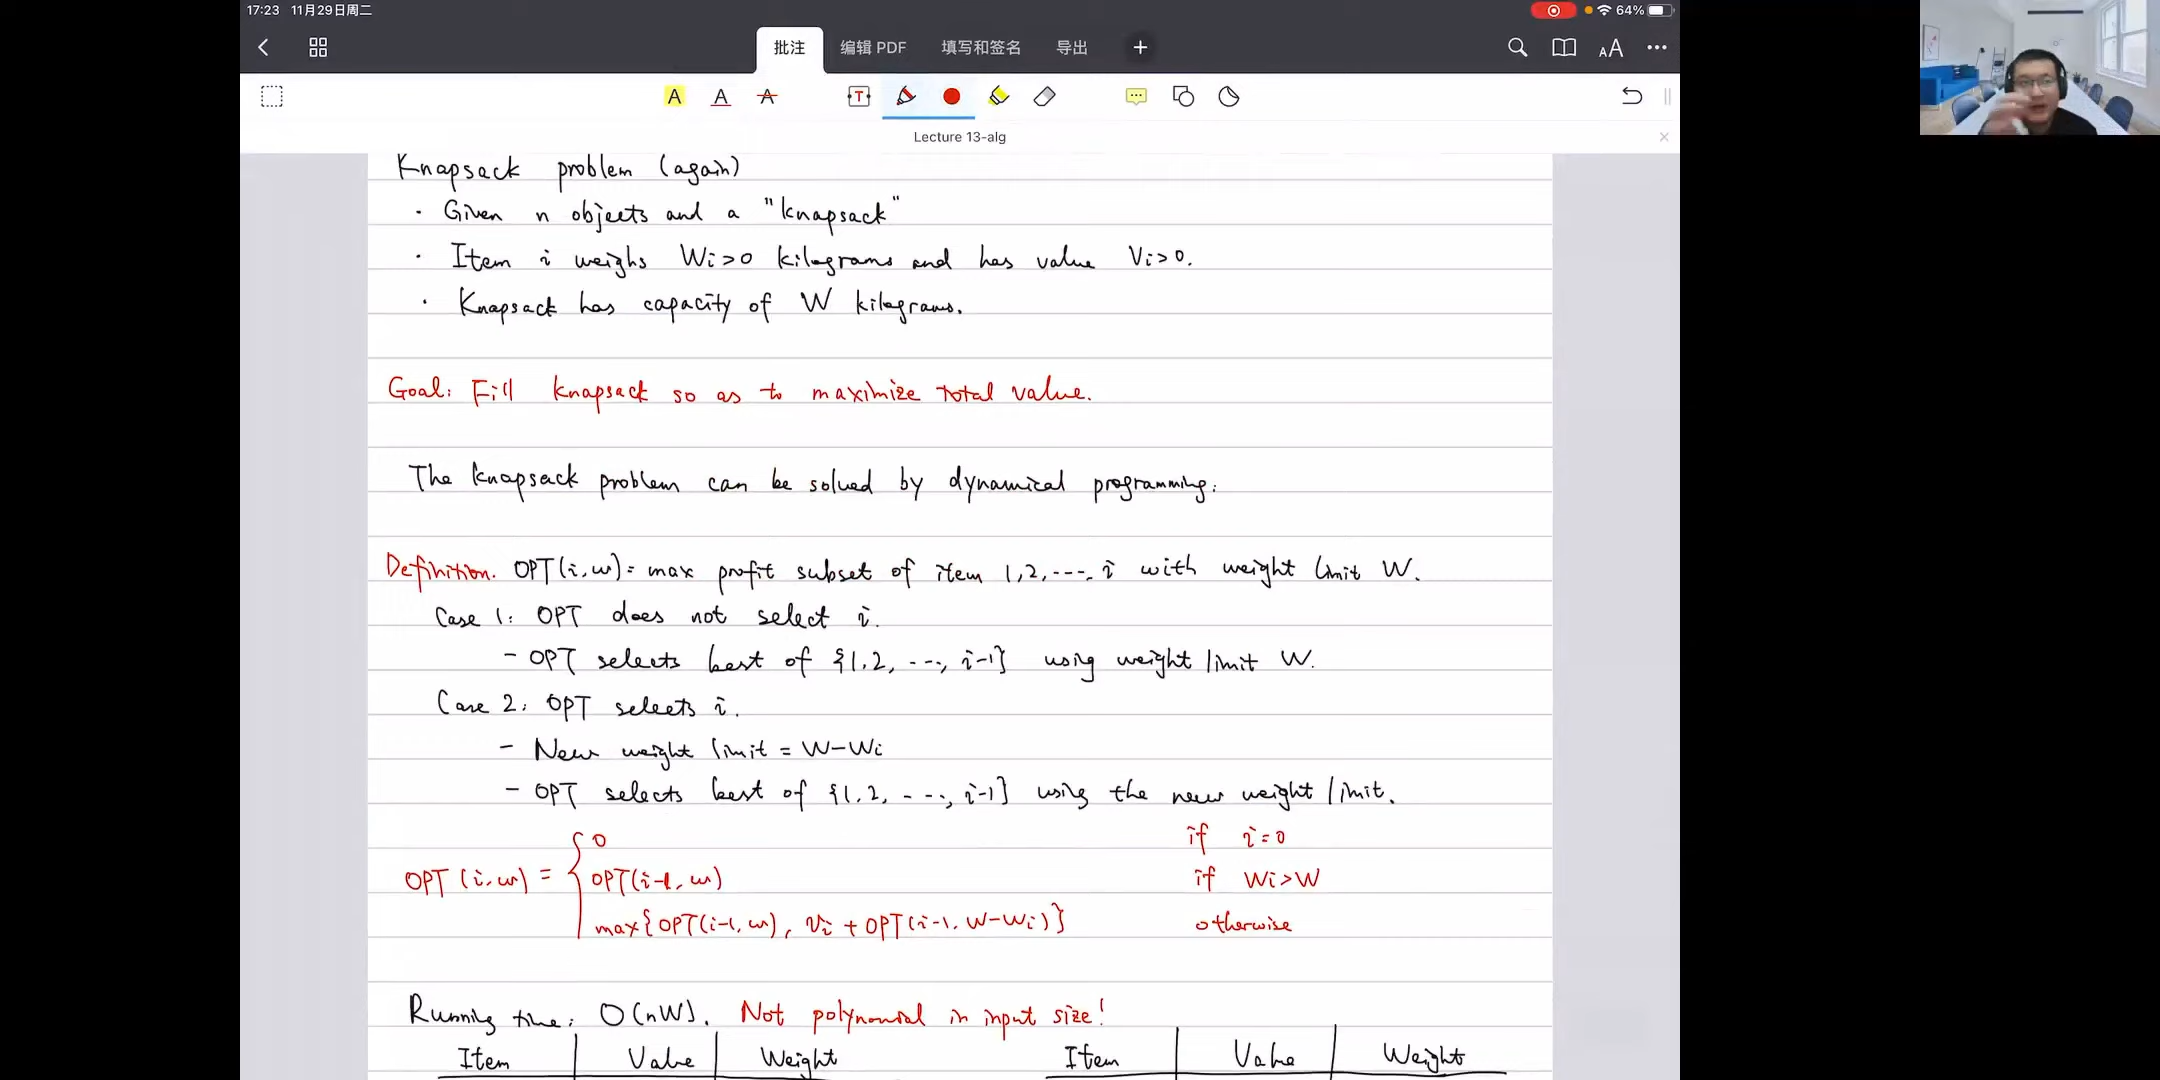 17:23 11月29日周二
64%
批注
编辑 PDF
填写和签名
导出
AA
A A A T
Lecture 13-alg
Knapsack problem (again)
· Given n objects and a "knapsack"
· Item i weighs Wi>0 kilograms and has value Vi>0.
· Knapsack has capacity of W kilograms.
Goal: Fill knapsack so as to maximize total value.
The knapsack problem can be solved by dynamical programming:
Definition. OPT(i,w) = max profit subset of item 1,2,---,i with weight limit W.
Case 1: OPT does not select i.
- OPT selects best of {1,2, ---, i-1} using weight limit W.
Case 2: OPT selects i.
- New weight limit = W-Wi
- OPT selects best of {1,2, ----, i-1} using the new weight limit.
0 if i=0
OPT(i,w) = { OPT(i-1,w) if Wi>W
max{OPT(i-1,w), vi + OPT(i-1, W-Wi)} otherwise
Running time: O(nW). Not polynomial in input size!
Item Value Weight Item Value Weight